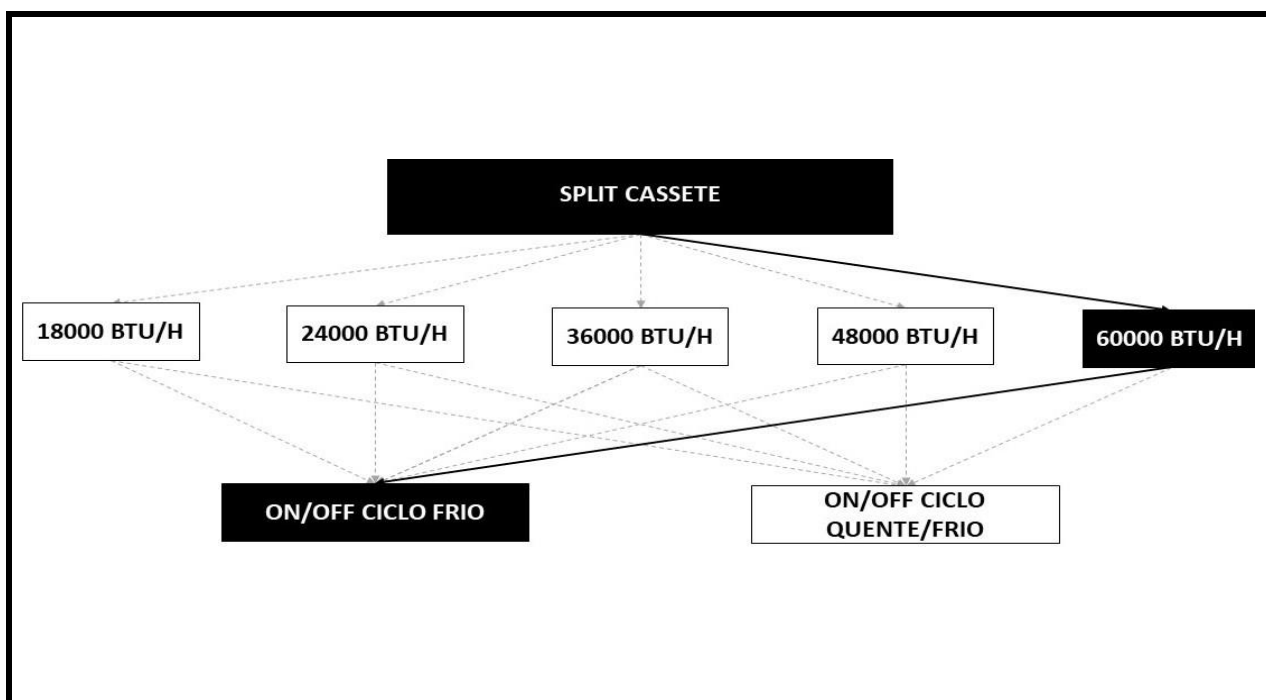 SPLIT CASSETE
18000 BTU/H
24000 BTU/H
36000 BTU/H
48000 BTU/H
60000 BTU/H
ON/OFF CICLO FRIO
ON/OFF CICLO
QUENTE/FRIO